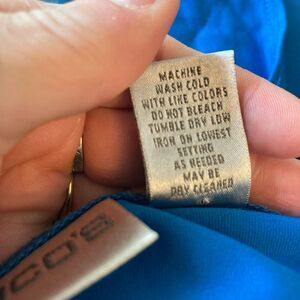 MACHINE
WASH COLD
WITH LIKE COLORS
DO NOT BLEACH
TUMBLE DRY LOW
IRON ON LOWEST
SETTING
AS NEEDED
MAY BE
DRY CLEANED